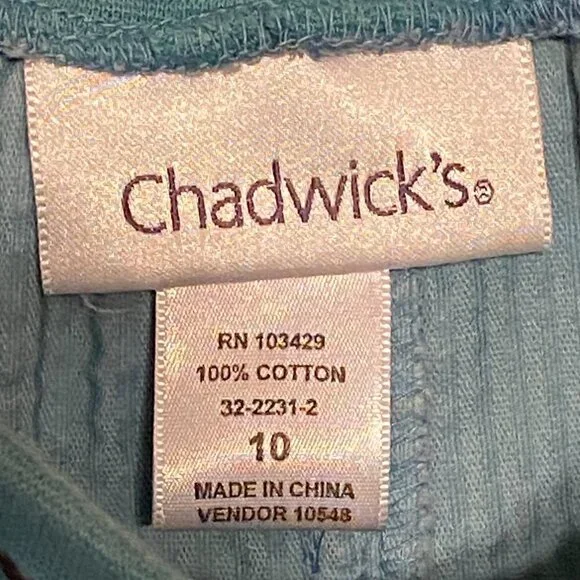 Chadwick's®
RN 103429
100% COTTON
32-2231-2
10
MADE IN CHINA
VENDOR 10548